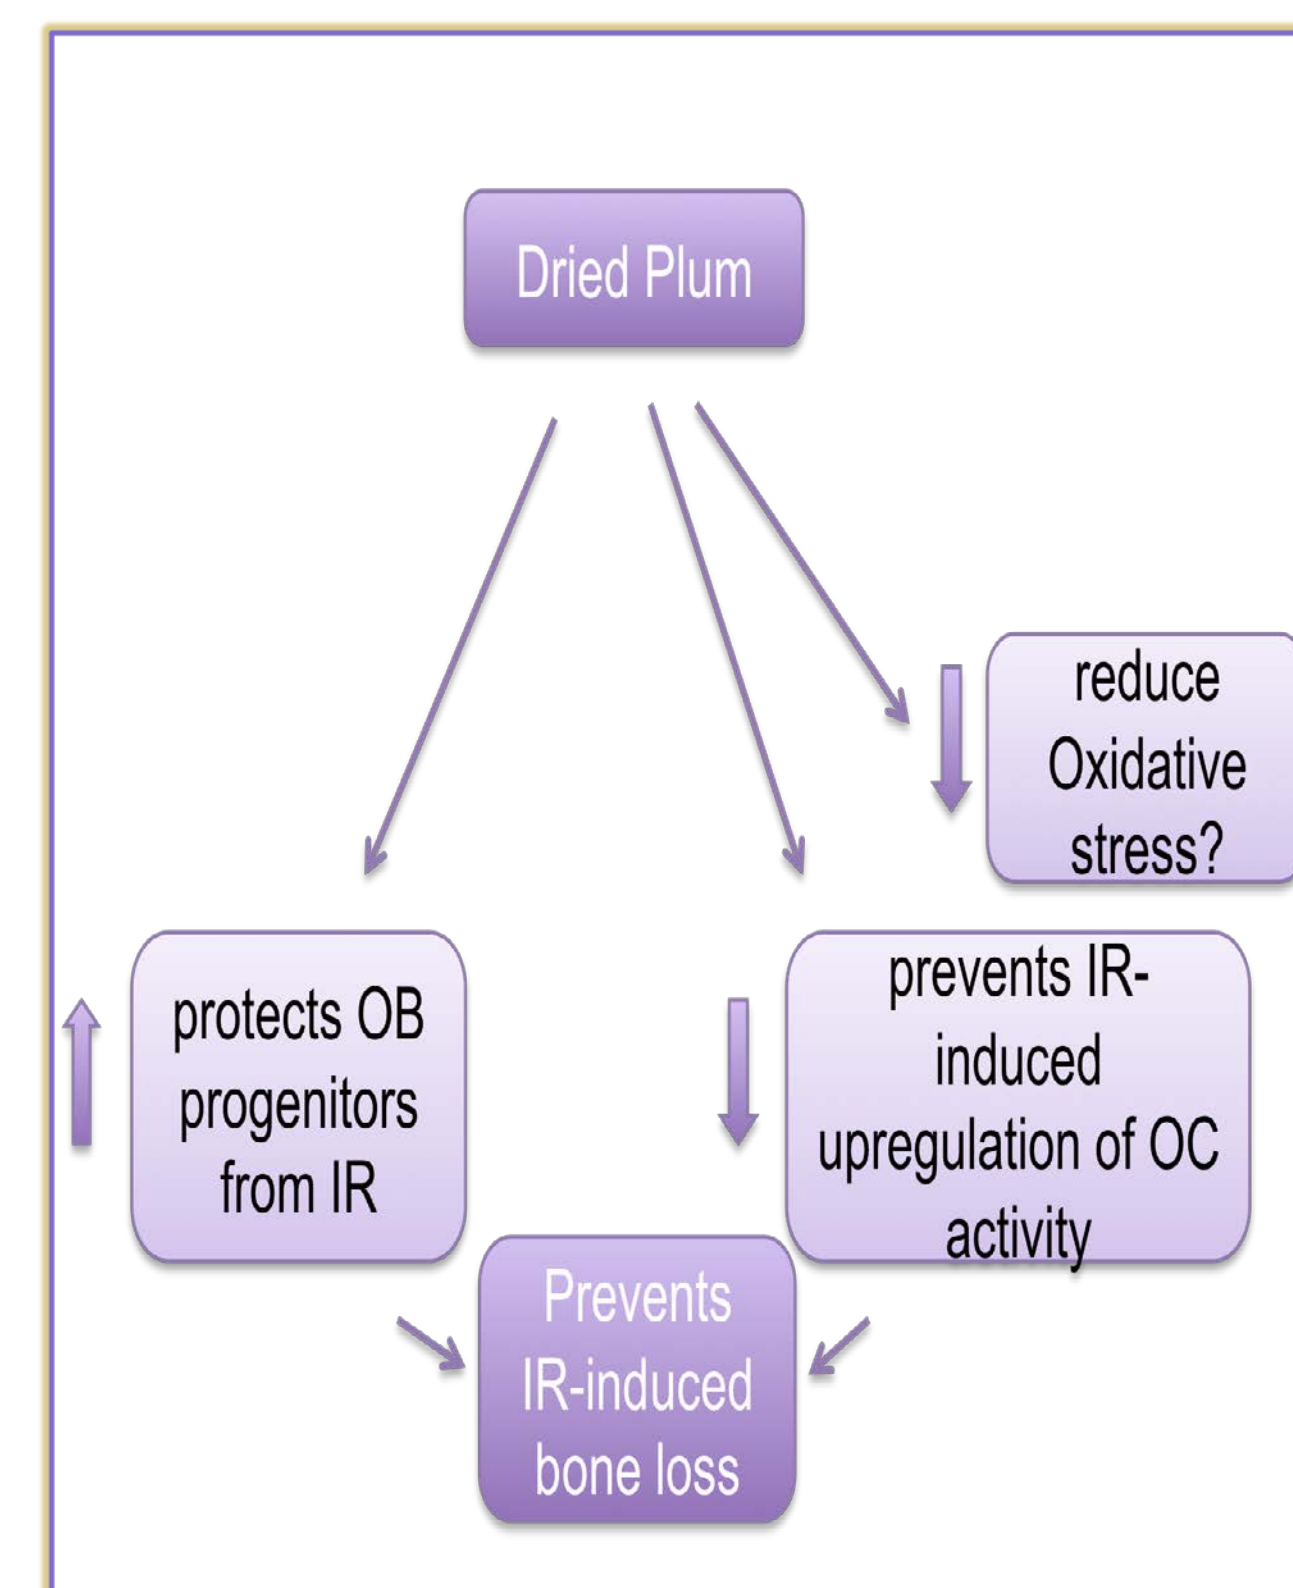 Dried Plum
reduce
Oxidative
stress?
protects OB
progenitors
from IR
prevents IR-
induced
upregulation of OC
activity
Prevents
IR-induced
bone loss